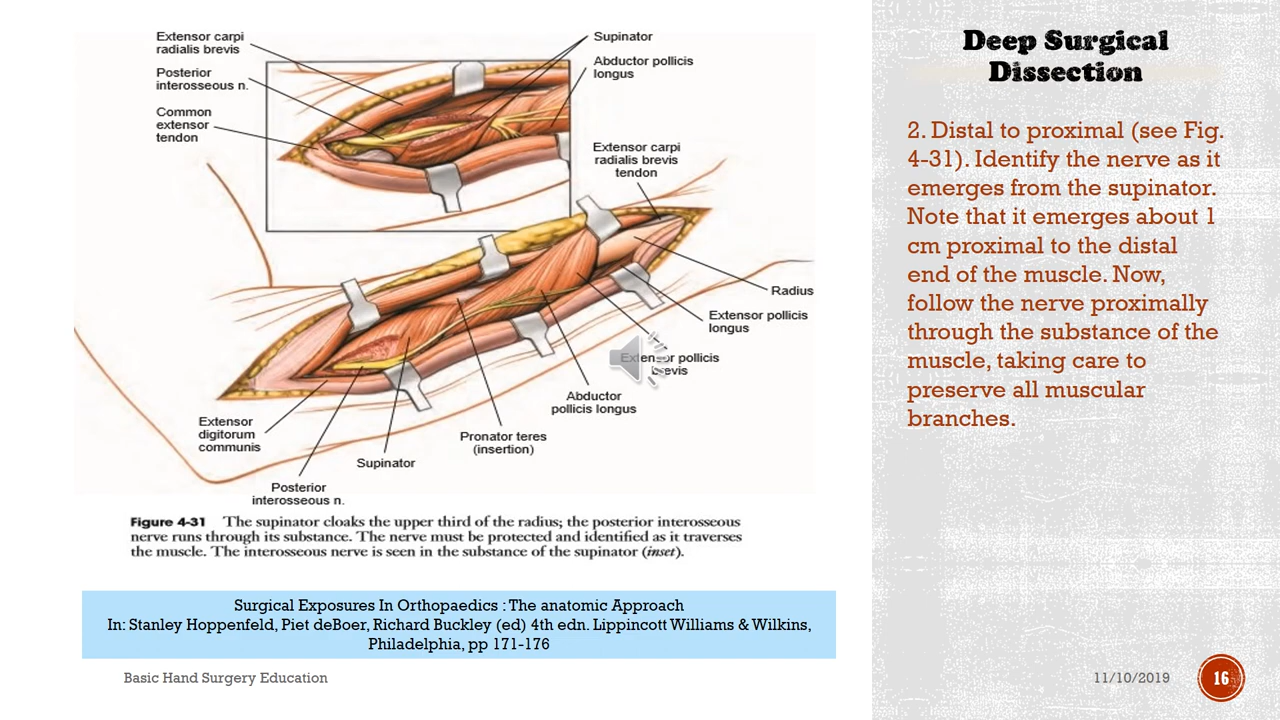 Extensor carpi
radialis brevis
Posterior
interosseous n.
Common
extensor
tendon
Supinator
Abductor pollicis
longus
Extensor carpi
radialis brevis
tendon
Radius
Extensor pollicis
longus
Extensor pollicis
Abductor
pollicis longus
Pronator teres
(insertion)
Supinator
Extensor
digitorum
communis
Posterior
interosseous n.
Figure 4-31 The supinator cloaks the upper third of the radius; the posterior interosseous
nerve runs through its substance. The nerve must be protected and identified as it traverses
the muscle. The interosseous nerve is seen in the substance of the supinator (inset).
Surgical Exposures In Orthopaedics : The anatomic Approach
In: Stanley Hoppenfeld, Piet deBoer, Richard Buckley (ed) 4th edn. Lippincott Williams & Wilkins,
Philadelphia, pp 171-176
Basic Hand Surgery Education
Deep Surgical
Dissection
2. Distal to proximal (see Fig.
4-31). Identify the nerve as it
emerges from the supinator.
Note that it emerges about 1
cm proximal to the distal
end of the muscle. Now,
follow the nerve proximally
through the substance of the
muscle, taking care to
preserve all muscular
branches.
11/10/2019
16